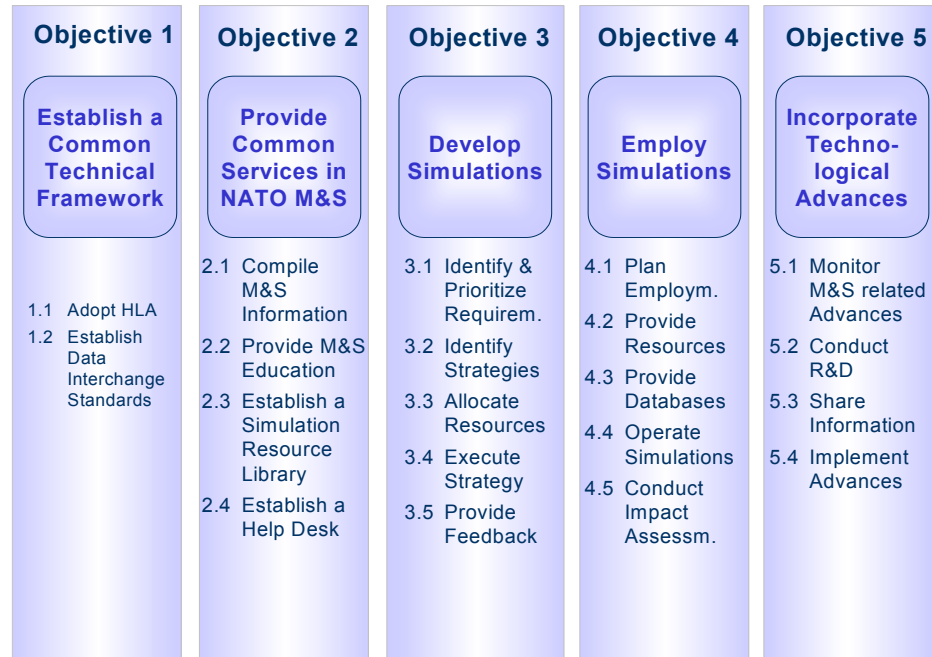 Objective 1
Establish a
Common
Technical
Framework
1.1 Adopt HLA
1.2 Establish
Data
Interchange
Standards
Objective 2
Provide
Common
Services in
NATO M&S
2.1 Compile
M&S
Information
2.2 Provide M&S
Education
2.3 Establish a
Simulation
Resource
Library
2.4 Establish a
Help Desk
Objective 3
Develop
Simulations
3.1 Identify &
Prioritize
Requirem.
3.2 Identify
Strategies
3.3 Allocate
Resources
3.4 Execute
Strategy
3.5 Provide
Feedback
Objective 4
Employ
Simulations
4.1 Plan
Employm.
4.2 Provide
Resources
4.3 Provide
Databases
4.4 Operate
Simulations
4.5 Conduct
Impact
Assessm.
Objective 5
Incorporate
Techno-
logical
Advances
5.1 Monitor
M&S related
Advances
5.2 Conduct
R&D
5.3 Share
Information
5.4 Implement
Advances